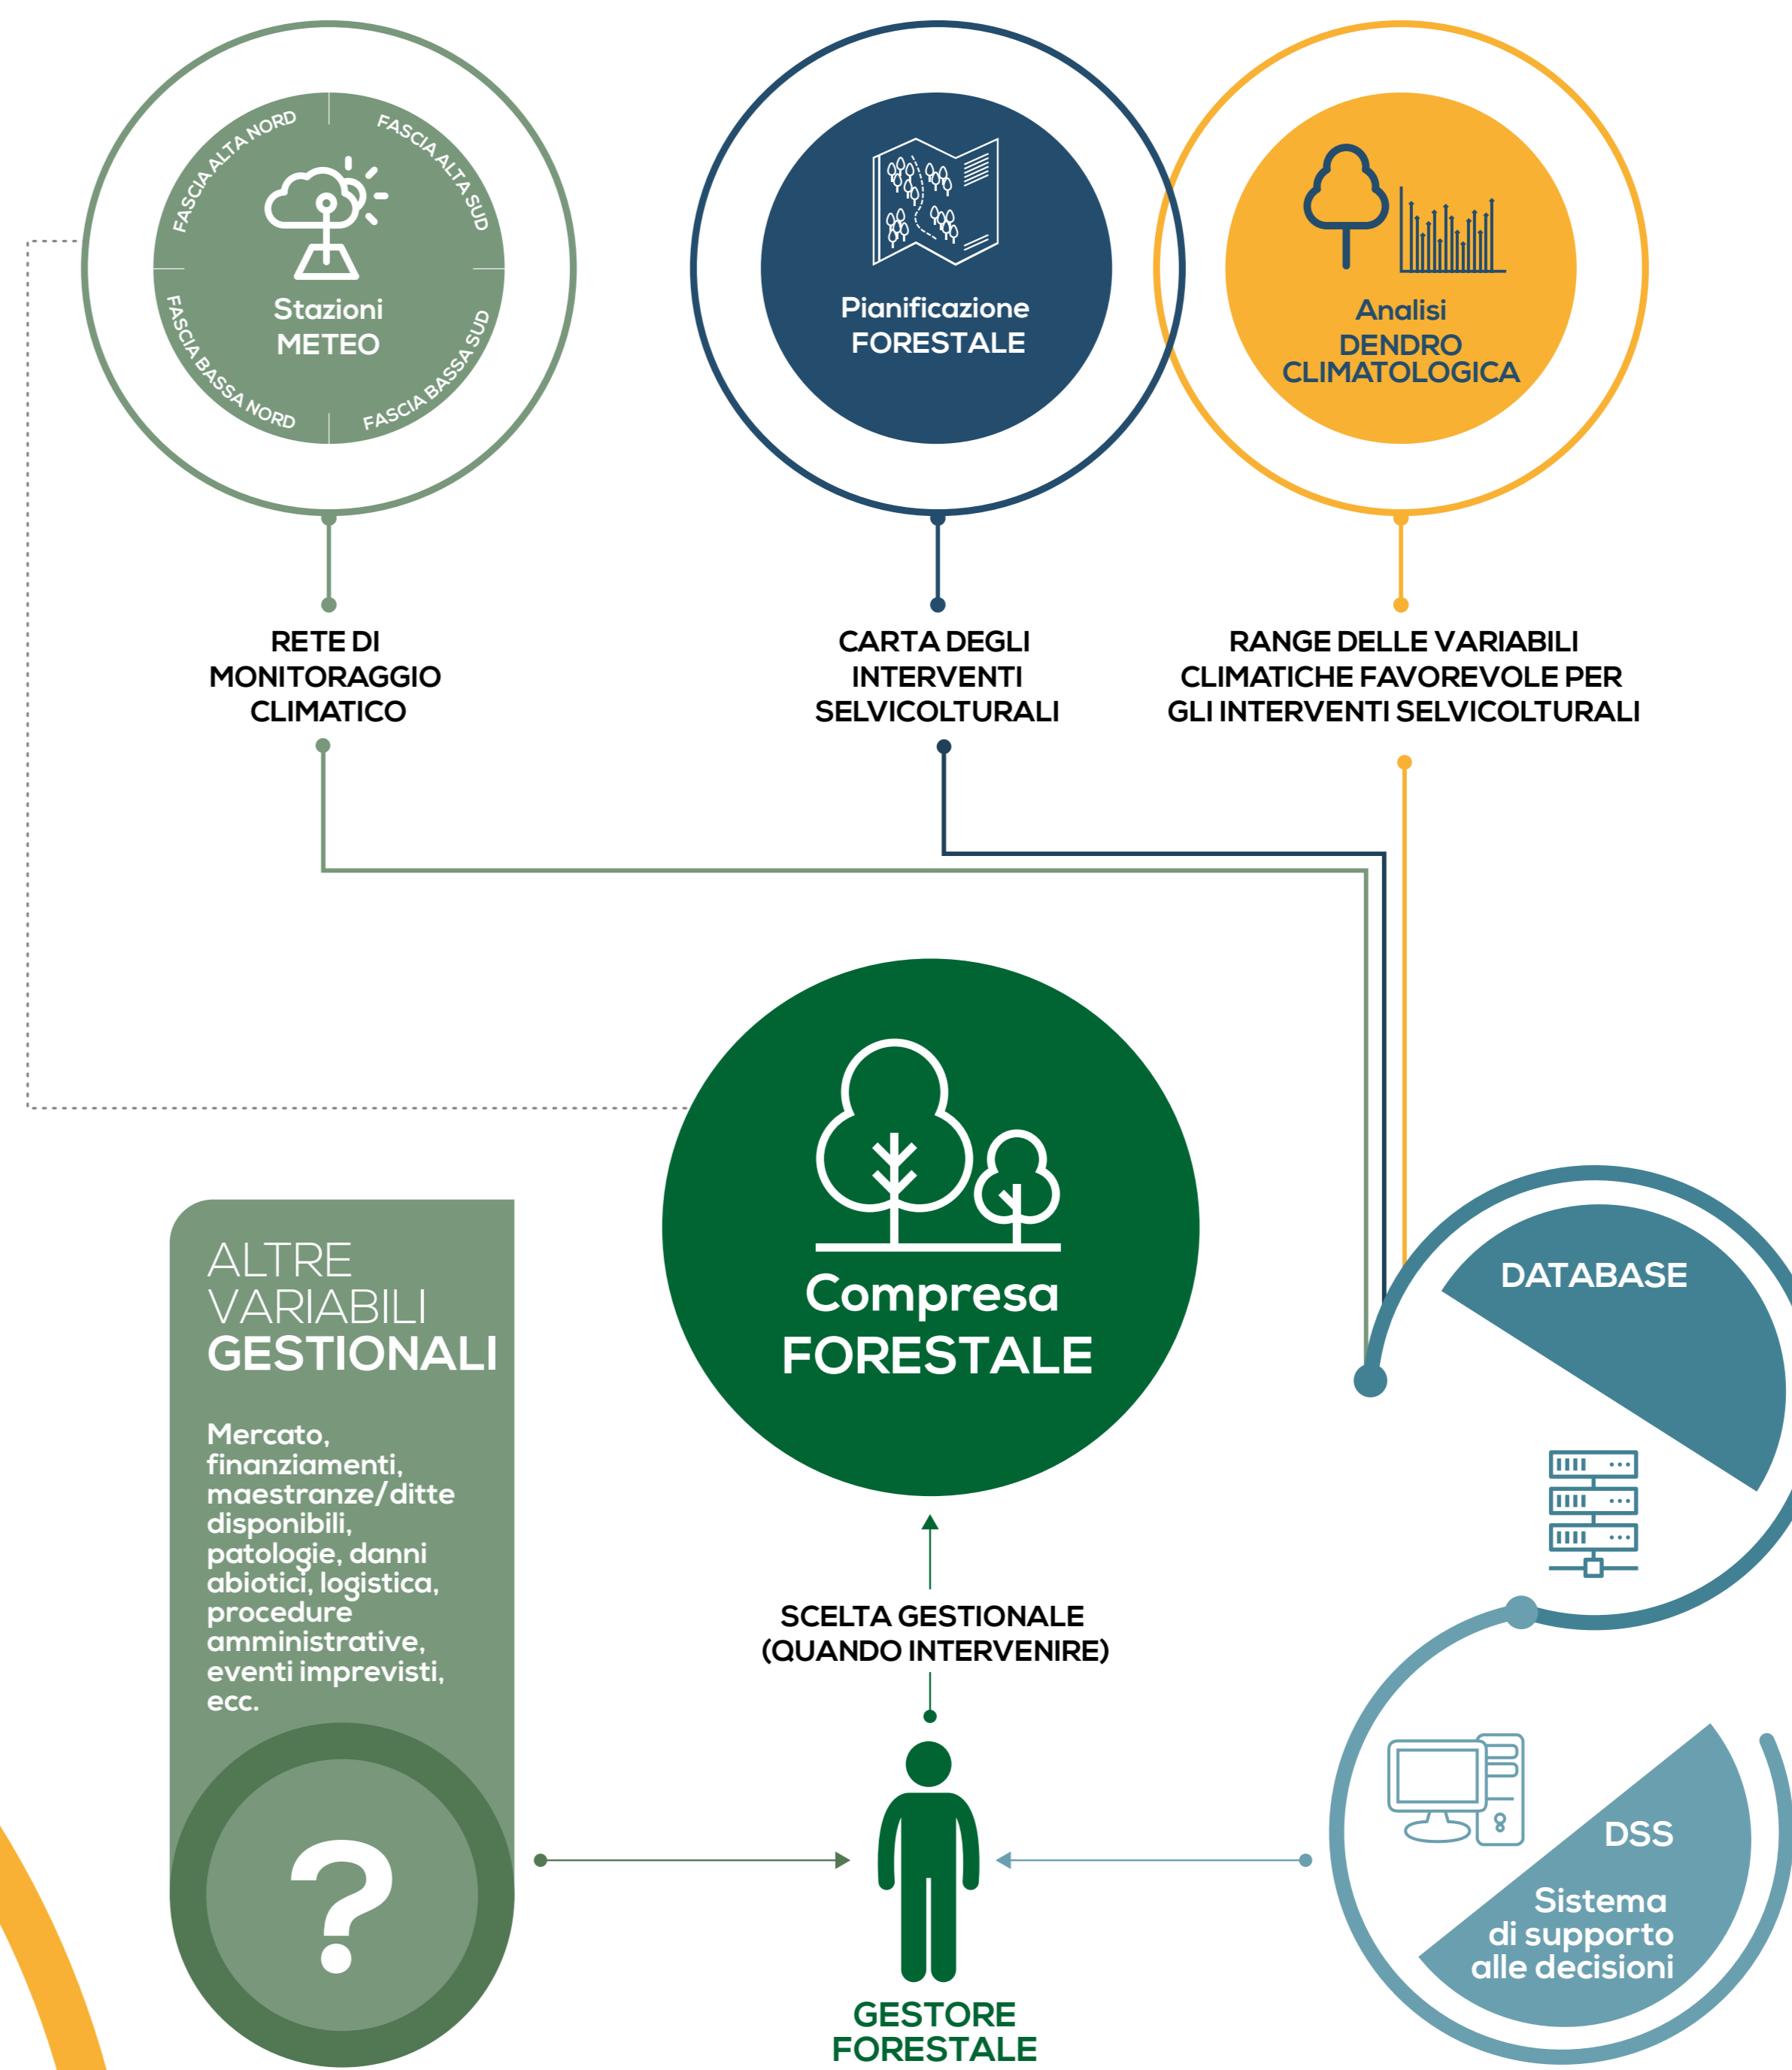 FASCIA ALTA NORD
FASCIA ALTA SUD
FASCIA BASSA NORD
FASCIA BASSA SUD
Stazioni
METEO
Pianificazione
FORESTALE
Analisi
DENDRO
CLIMATOLOGICA
RETE DI
MONITORAGGIO
CLIMATICO
CARTA DEGLI
INTERVENTI
SELVICOLTURALI
RANGE DELLE VARIABILI
CLIMATICHE FAVOREVOLE PER
GLI INTERVENTI SELVICOLTURALI
Compresa
FORESTALE
ALTRE
VARIABILI
GESTIONALI
Mercato,
finanziamenti,
maestranze/ditte
disponibili,
patologie, danni
abiotici, logistica,
procedure
amministrative,
eventi imprevisti,
ecc.
?
DATABASE
SCELTA GESTIONALE
(QUANDO INTERVENIRE)
DSS
Sistema
di supporto
alle decisioni
GESTORE
FORESTALE